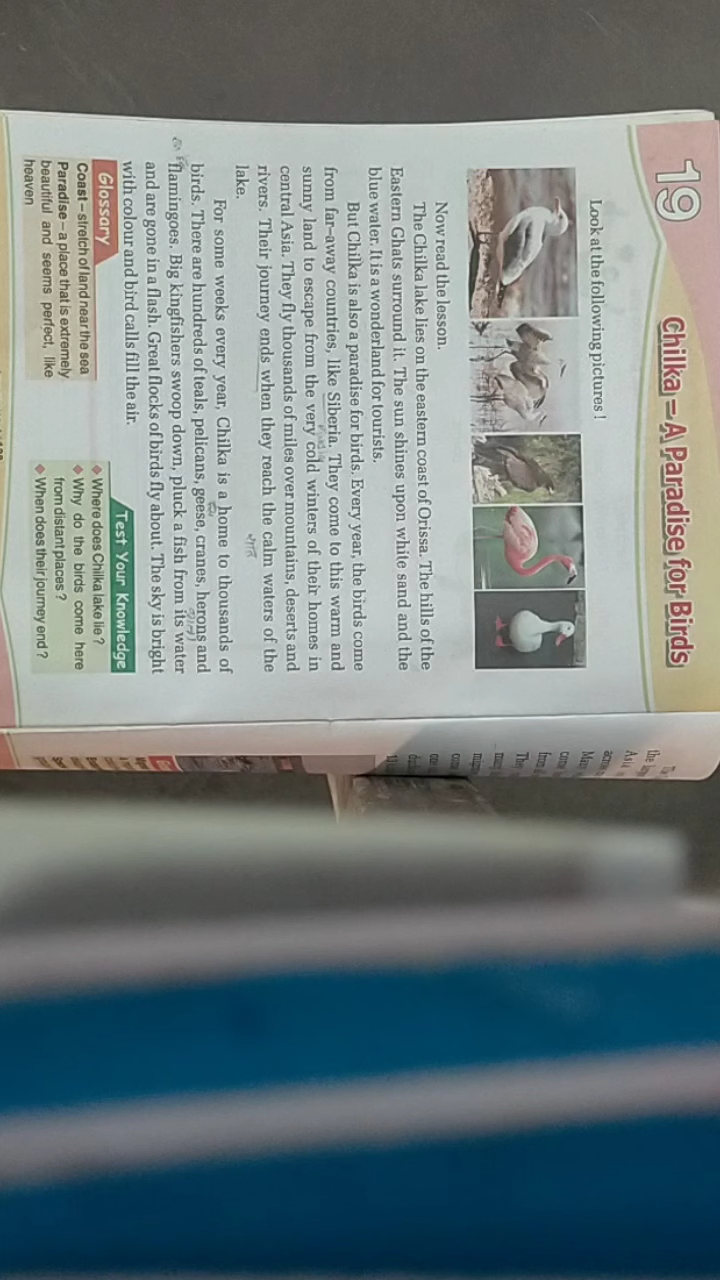 19
Chilka – A Paradise for Birds
Look at the following pictures !
Now read the lesson.
The Chilka lake lies on the eastern coast of Orissa. The hills of the
Eastern Ghats surround it. The sun shines upon white sand and the
blue water. It is a wonderland for tourists.
But Chilka is also a paradise for birds. Every year, the birds come
from far-away countries, like Siberia. They come to this warm and
sunny land to escape from the very cold winters of their homes in
central Asia. They fly thousands of miles over mountains, deserts and
rivers. Their journey ends when they reach the calm waters of the
lake.
For some weeks every year, Chilka is a home to thousands of
birds. There are hundreds of teals, pelicans, geese, cranes, herons and
flamingoes. Big kingfishers swoop down, pluck a fish from its water
and are gone in a flash. Great flocks of birds fly about. The sky is bright
with colour and bird calls fill the air.
Glossary
Coast – stretch of land near the sea
Paradise – a place that is extremely
beautiful and seems perfect, like
heaven
Test Your Knowledge
◆ Where does Chilka lake lie ?
◆ Why do the birds come here
from distant places ?
◆ When does their journey end ?